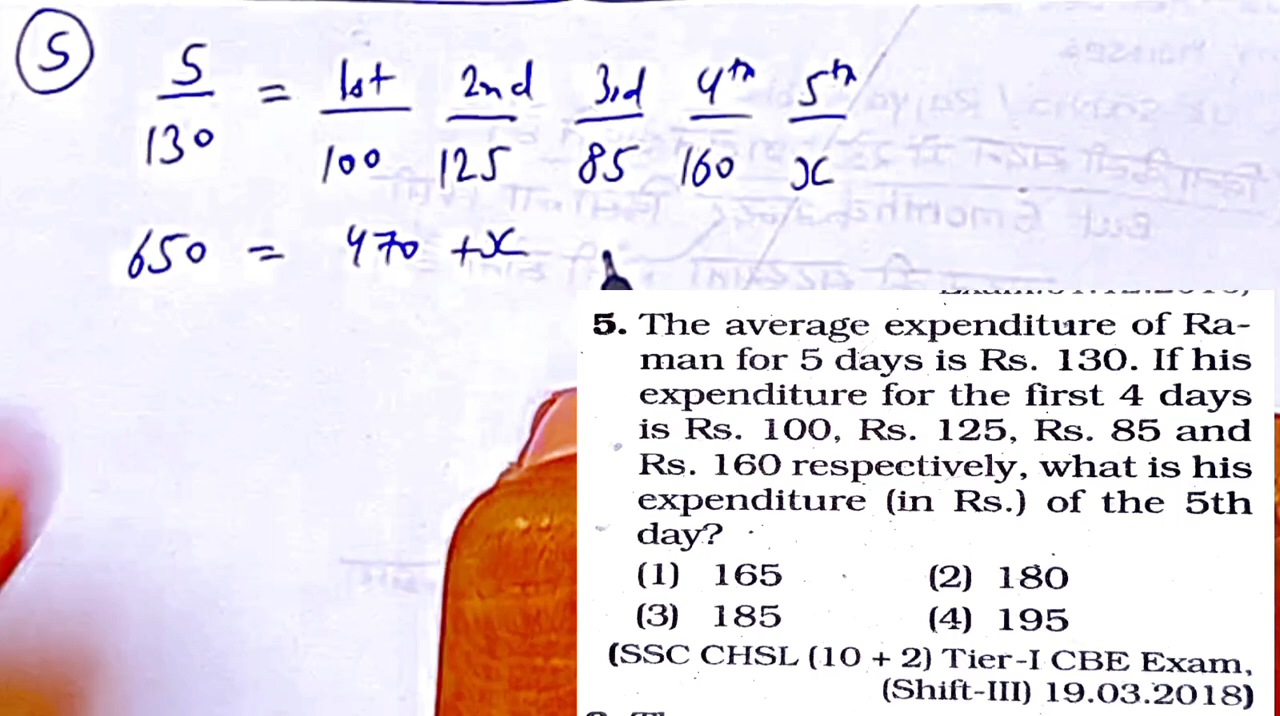 5
5 = 1st 2nd 3rd 4th 5th
130 100 125 85 160 x
650 = 470 + x
5. The average expenditure of Ra-
man for 5 days is Rs. 130. If his
expenditure for the first 4 days
is Rs. 100, Rs. 125, Rs. 85 and
Rs. 160 respectively, what is his
expenditure (in Rs.) of the 5th
day?
(1) 165 (2) 180
(3) 185 (4) 195
(SSC CHSL (10 + 2) Tier-I CBE Exam,
(Shift-III) 19.03.2018)